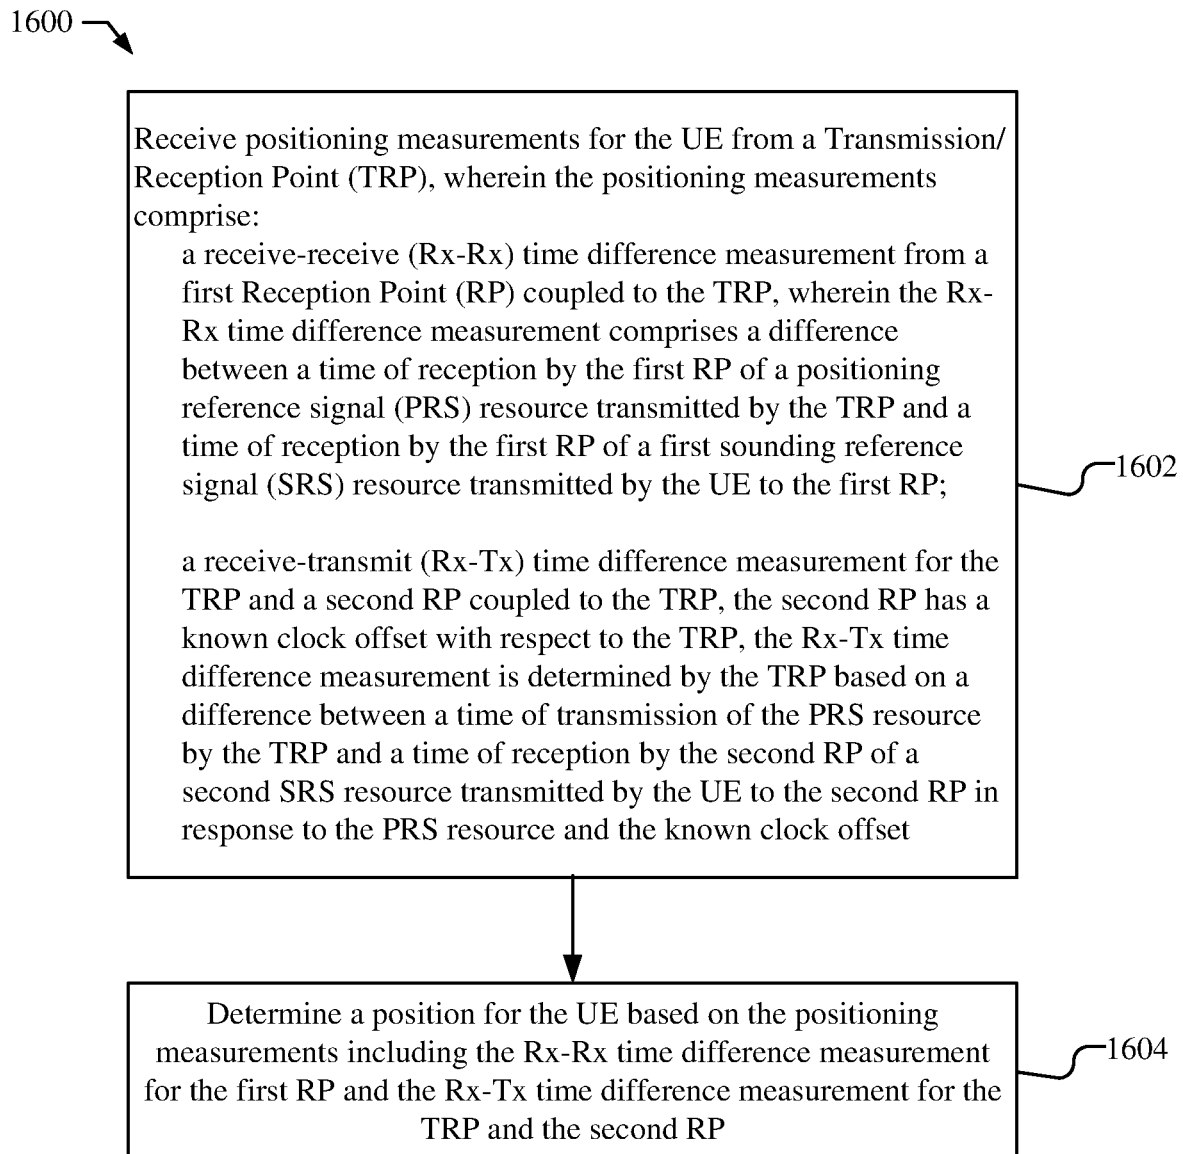 1600
Receive positioning measurements for the UE from a Transmission/
Reception Point (TRP), wherein the positioning measurements
comprise:
a receive-receive (Rx-Rx) time difference measurement from a
first Reception Point (RP) coupled to the TRP, wherein the Rx-
Rx time difference measurement comprises a difference
between a time of reception by the first RP of a positioning
reference signal (PRS) resource transmitted by the TRP and a
time of reception by the first RP of a first sounding reference
signal (SRS) resource transmitted by the UE to the first RP;
1602
a receive-transmit (Rx-Tx) time difference measurement for the
TRP and a second RP coupled to the TRP, the second RP has a
known clock offset with respect to the TRP, the Rx-Tx time
difference measurement is determined by the TRP based on a
difference between a time of transmission of the PRS resource
by the TRP and a time of reception by the second RP of a
second SRS resource transmitted by the UE to the second RP in
response to the PRS resource and the known clock offset
Determine a position for the UE based on the positioning
measurements including the Rx-Rx time difference measurement
for the first RP and the Rx-Tx time difference measurement for the
TRP and the second RP
1604